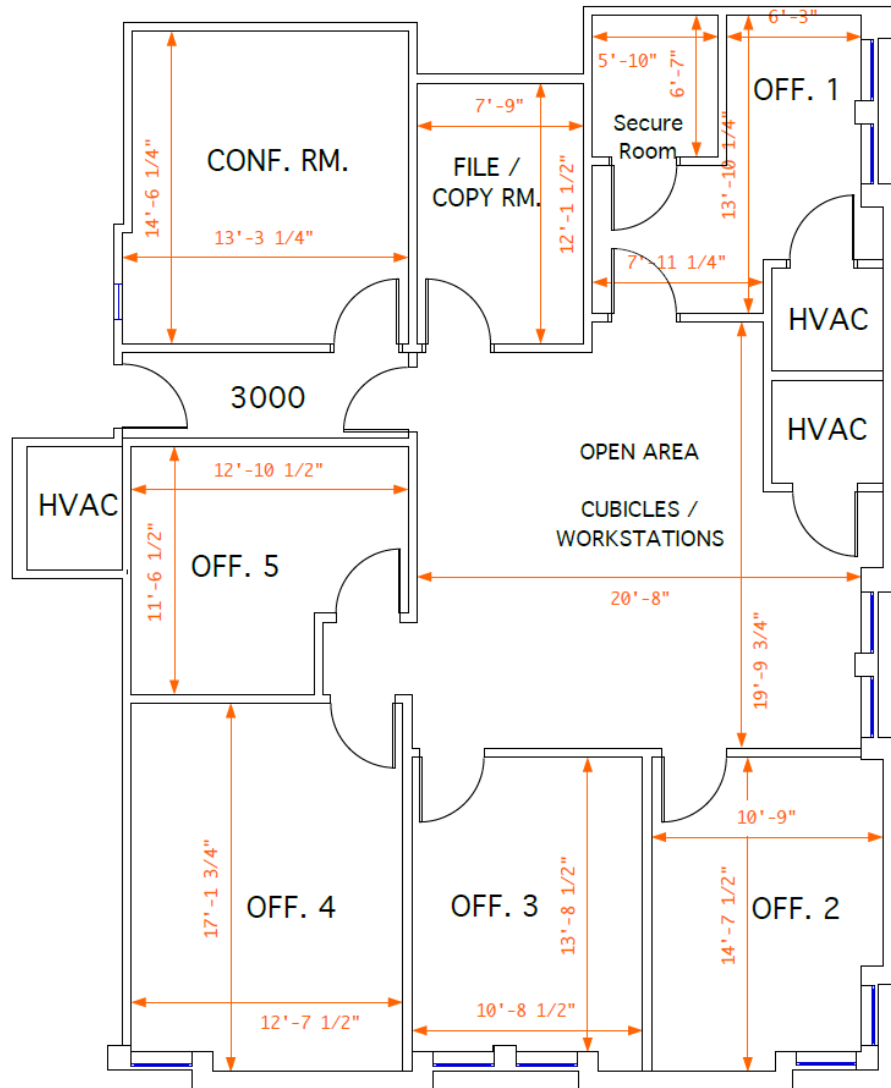 6'-3"
5'-10"
6'-7"
OFF. 1
7'-9"
Secure
Room
CONF. RM.
14'-6 1/4"
FILE /
COPY RM.
12'-1 1/2"
13'-10 1/4"
13'-3 1/4"
7'-11 1/4"
HVAC
3000
HVAC
OPEN AREA
CUBICLES /
WORKSTATIONS
12'-10 1/2"
HVAC
OFF. 5
11'-6 1/2"
20'-8"
19'-9 3/4"
10'-9"
17'-1 3/4"
OFF. 4
OFF. 3
13'-8 1/2"
14'-7 1/2"
OFF. 2
12'-7 1/2"
10'-8 1/2"